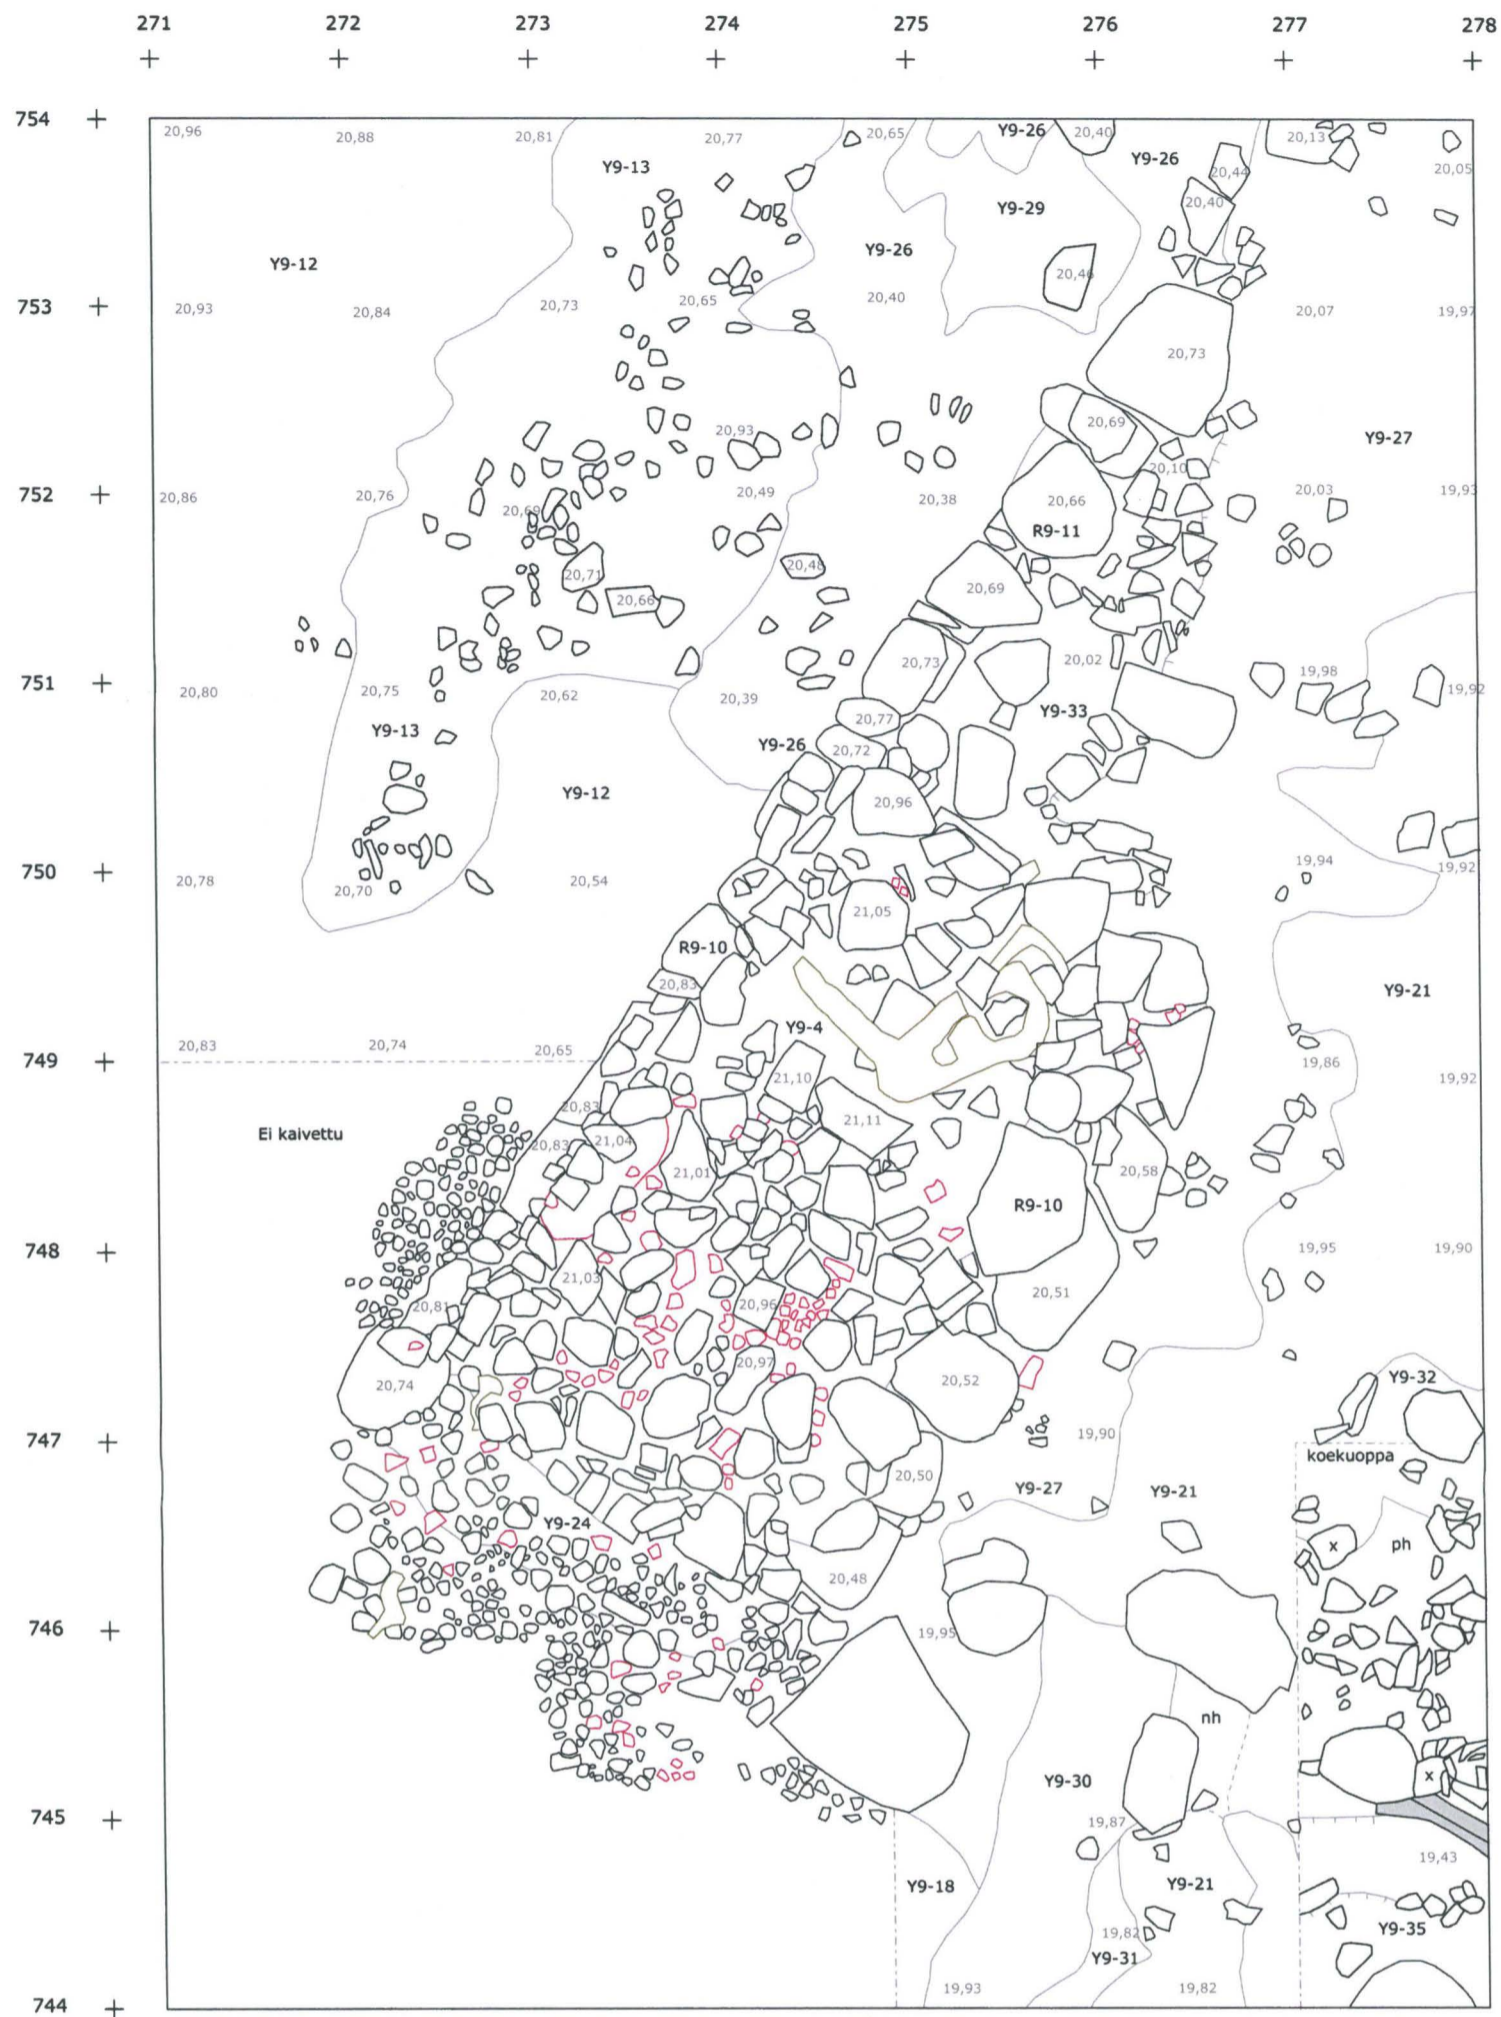 271 272 273 274 275 276 277 278
754
20,96 20,88 20,81 20,77 20,65 Y9-26 20,40 20,13
Y9-13 Y9-26 20,44 20,05
20,40
Y9-29
Y9-12 Y9-26 20,46
753 20,93 20,84 20,73 20,65 20,40 20,07 19,97
20,73
20,93 20,69 Y9-27
20,10
752 20,86 20,76 20,69 20,49 20,38 20,66 20,03 19,93
R9-11
20,71 20,48
20,66 20,69
20,73 20,02 19,98
751 20,80 20,75 20,62 20,39 19,92
Y9-13 20,77 Y9-33
Y9-26 20,72
Y9-12 20,96
750 20,78 20,70 20,54 19,94 19,92
21,05
R9-10
20,83 Y9-21
Y9-4
749 20,83 20,74 20,65 19,86
21,10 19,92
20,83 21,11
Ei kaivettu 20,83 21,04
21,01 20,58
R9-10
748 19,95 19,90
21,03 20,51
20,81 20,96
20,97
20,74 20,52 Y9-32
747 19,90
koekuoppa
20,50
Y9-27 Y9-21
Y9-24
x ph
20,48
746 19,95
nh
Y9-30 x
745 19,87
19,43
Y9-18 Y9-21
19,82 Y9-35
Y9-31
744 19,93 19,82